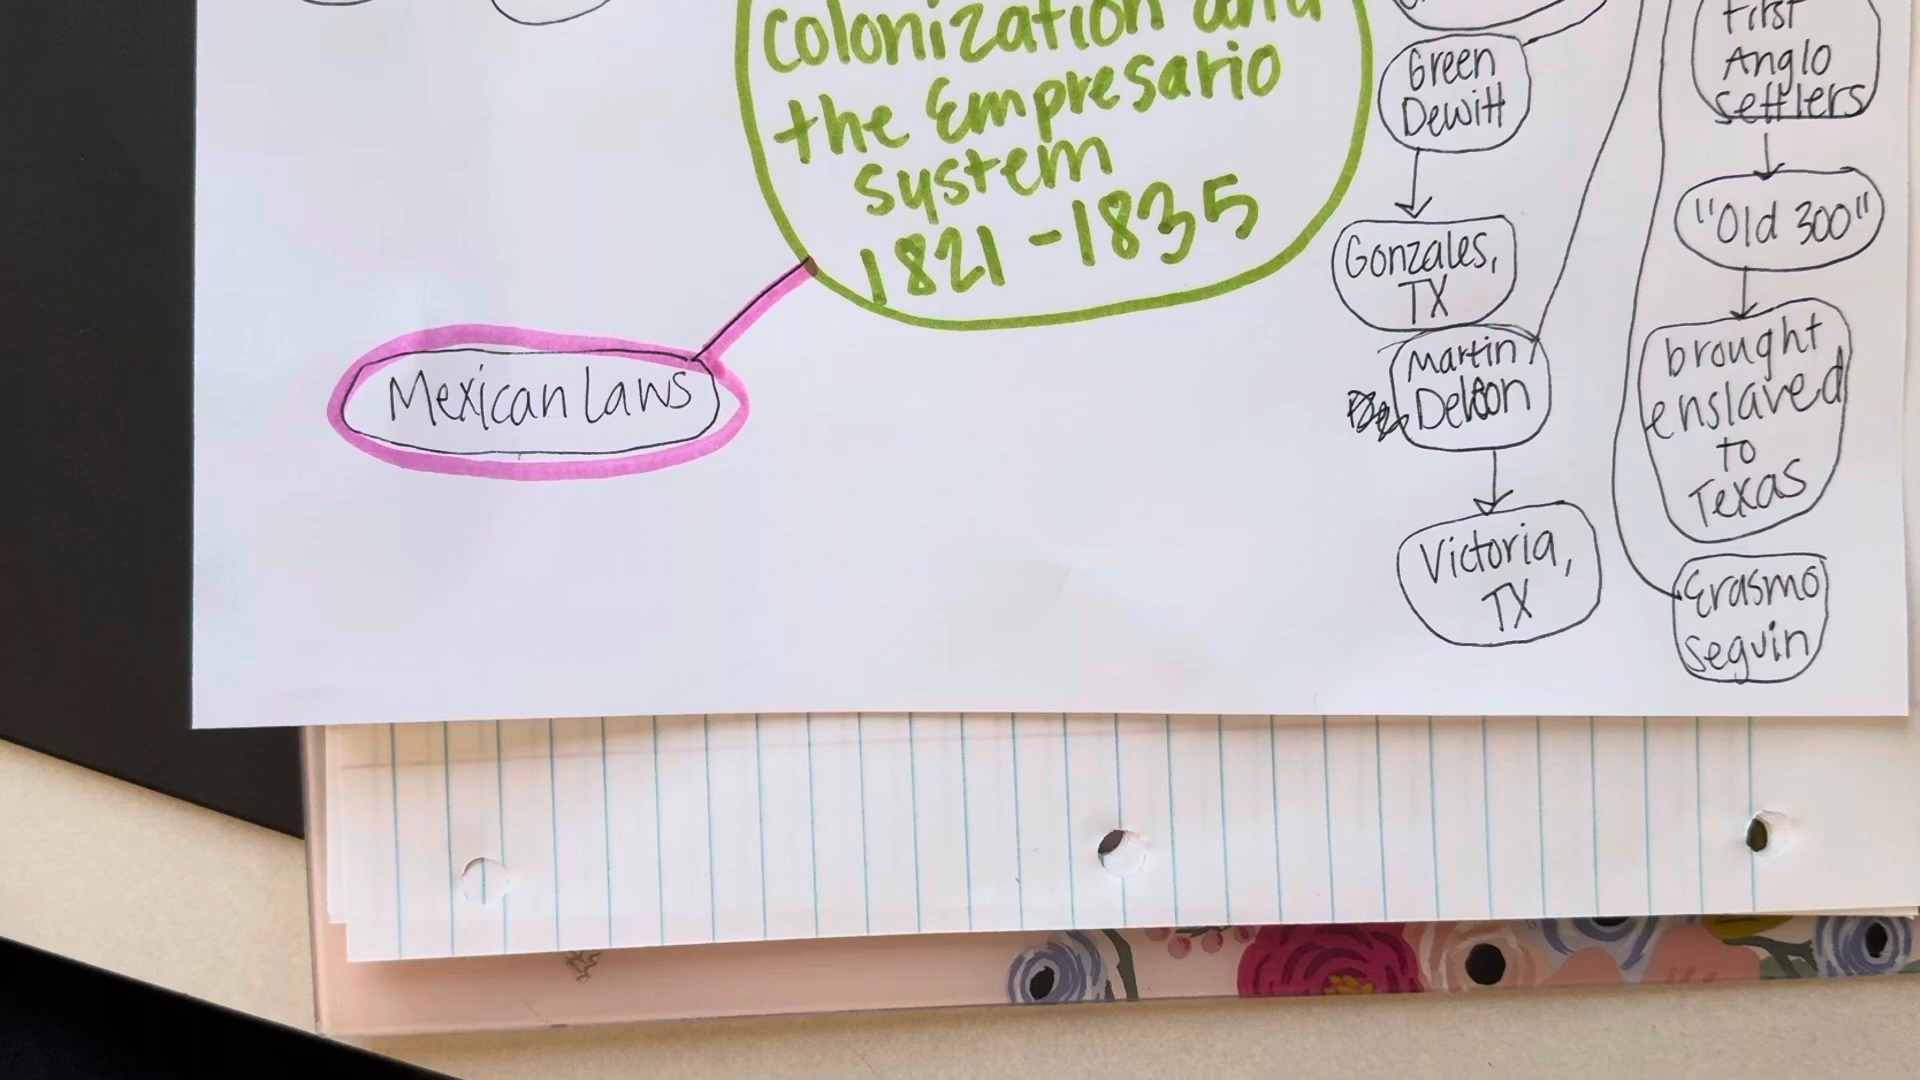 colonization and
the Empresario
system
1821-1835
Mexican Laws
Green
Dewitt
Gonzales,
TX
Martin
DeLeon
Victoria,
TX
First
Anglo
settlers
"Old 300"
brought
enslaved
to
Texas
Erasmo
Seguin